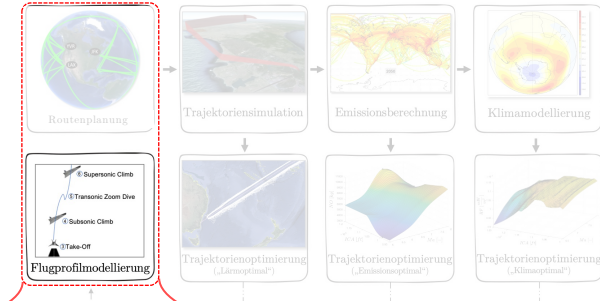 Routenplanung
Trajektoriensimulation
Emissionsberechnung
Klimamodellierung
⑥ Supersonic Climb
⑤ Transonic Zoom Dive
④ Subsonic Climb
③ Take-Off
Flugprofilmodellierung
Trajektorienoptimierung
(„Lärmoptimal“)
Trajektorienoptimierung
(„Emissionsoptimal“)
Trajektorienoptimierung
(„Klimaoptimal“)